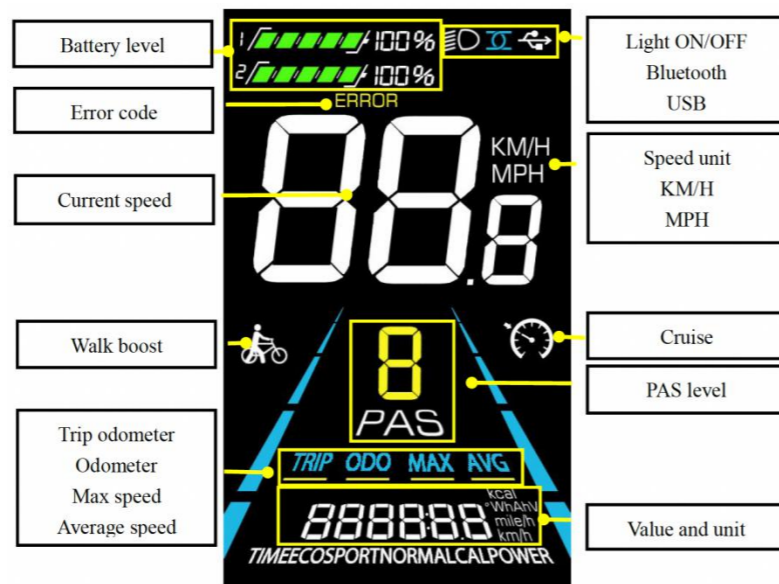 Battery level
Error code
Current speed
Walk boost
Trip odometer
Odometer
Max speed
Average speed
1 100%
2 100%
ERROR
88.8
KM/H
MPH
8
PAS
TRIP ODO MAX AVG
888888:8.8
kcal
°WhAhV
mile/h
km/h
TIMEECOSPORTNORMALCALPOWER
Light ON/OFF
Bluetooth
USB
Speed unit
KM/H
MPH
Cruise
PAS level
Value and unit